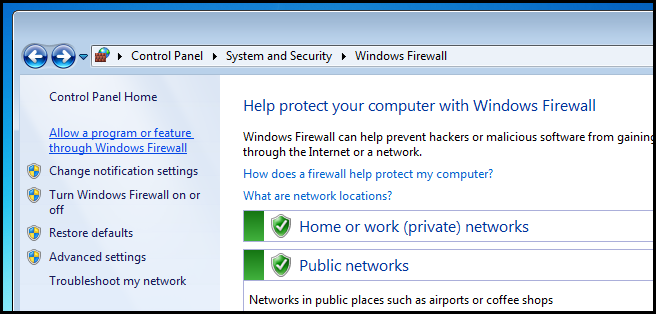 Control Panel System and Security Windows Firewall
Control Panel Home
Allow a program or feature
through Windows Firewall
Change notification settings
Turn Windows Firewall on or
off
Restore defaults
Advanced settings
Troubleshoot my network
Help protect your computer with Windows Firewall
Windows Firewall can help prevent hackers or malicious software from gaining
through the Internet or a network.
How does a firewall help protect my computer?
What are network locations?
Home or work (private) networks
Public networks
Networks in public places such as airports or coffee shops